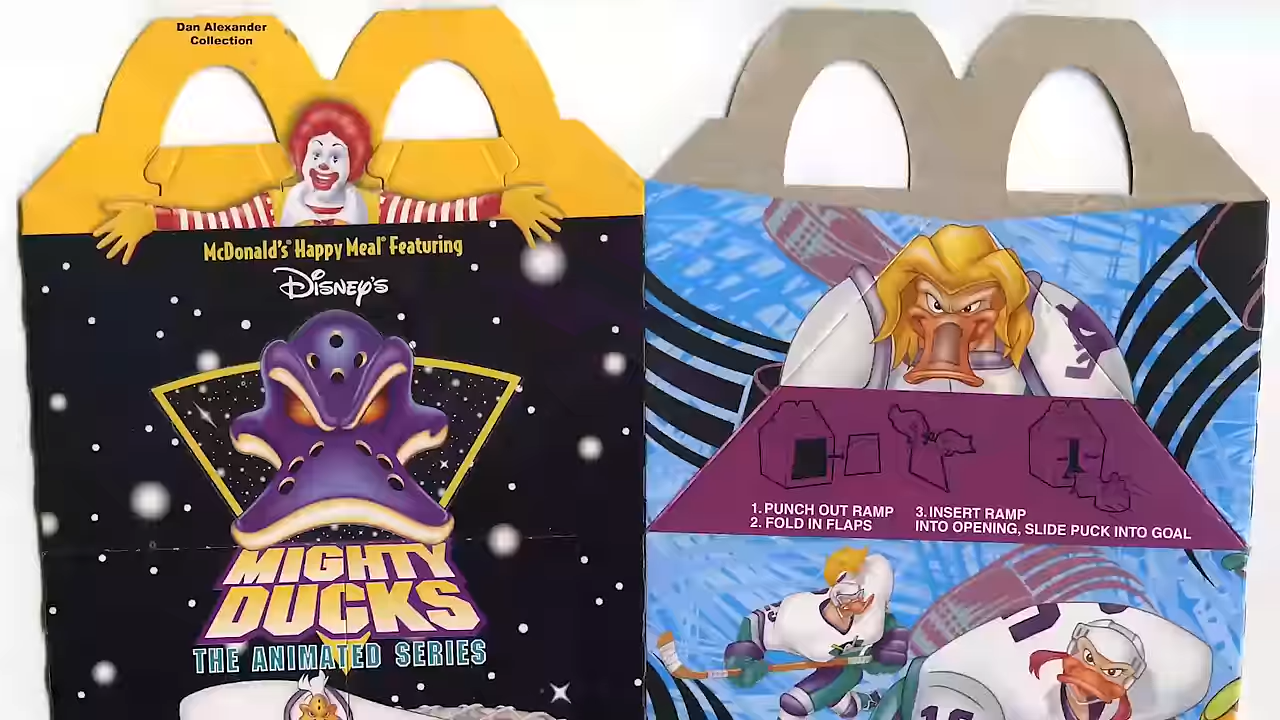 Dan Alexander
Collection
McDonald's® Happy Meal® Featuring
Disney's
MIGHTY
DUCKS
THE ANIMATED SERIES
1. PUNCH OUT RAMP
2. FOLD IN FLAPS
3. INSERT RAMP
INTO OPENING, SLIDE PUCK INTO GOAL